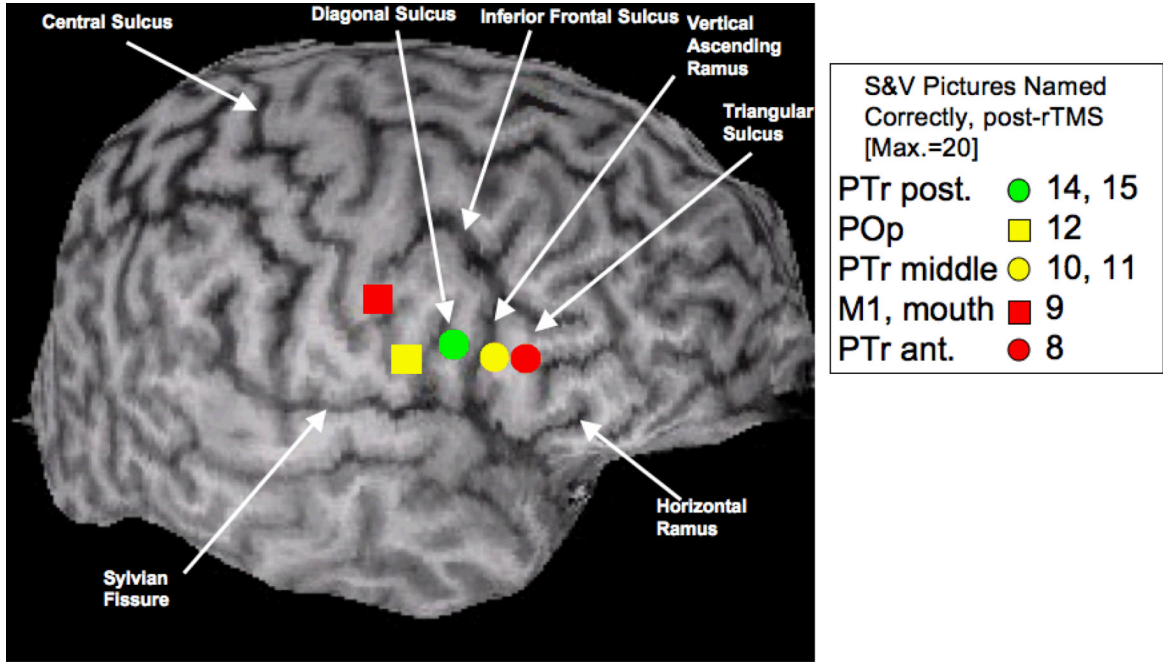 Central Sulcus
Diagonal Sulcus
Inferior Frontal Sulcus
Vertical
Ascending
Ramus
Triangular
Sulcus
Horizontal
Ramus
Sylvian
Fissure
S&V Pictures Named
Correctly, post-rTMS
[Max.=20]
PTr post. 14, 15
POp 12
PTr middle 10, 11
M1, mouth 9
PTr ant. 8